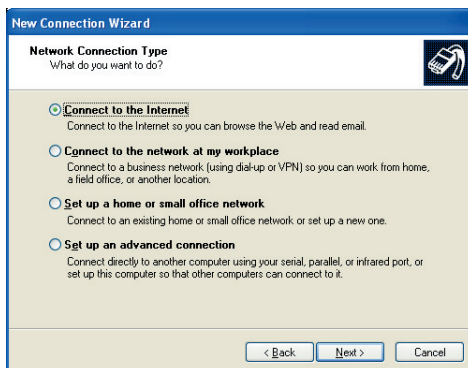 New Connection Wizard
Network Connection Type
What do you want to do?
Connect to the Internet
Connect to the Internet so you can browse the Web and read email.
Connect to the network at my workplace
Connect to a business network (using dial-up or VPN) so you can work from home,
a field office, or another location.
Set up a home or small office network
Connect to an existing home or small office network or set up a new one.
Set up an advanced connection
Connect directly to another computer using your serial, parallel, or infrared port, or
set up this computer so that other computers can connect to it.
< Back Next > Cancel